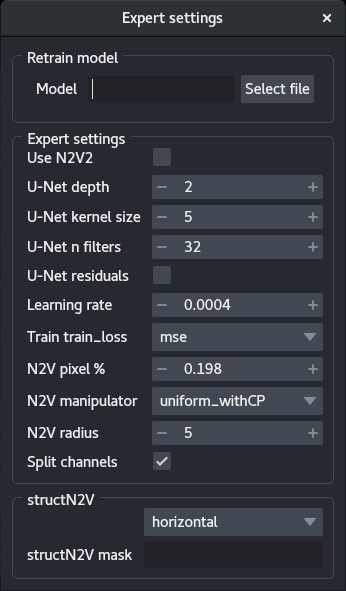 Expert settings ×
Retrain model
Model Select file
Expert settings
Use N2V2
U-Net depth − 2 +
U-Net kernel size − 5 +
U-Net n filters − 32 +
U-Net residuals
Learning rate − 0.0004 +
Train train_loss mse
N2V pixel % − 0.198 +
N2V manipulator uniform_withCP
N2V radius − 5 +
Split channels
structN2V
horizontal
structN2V mask